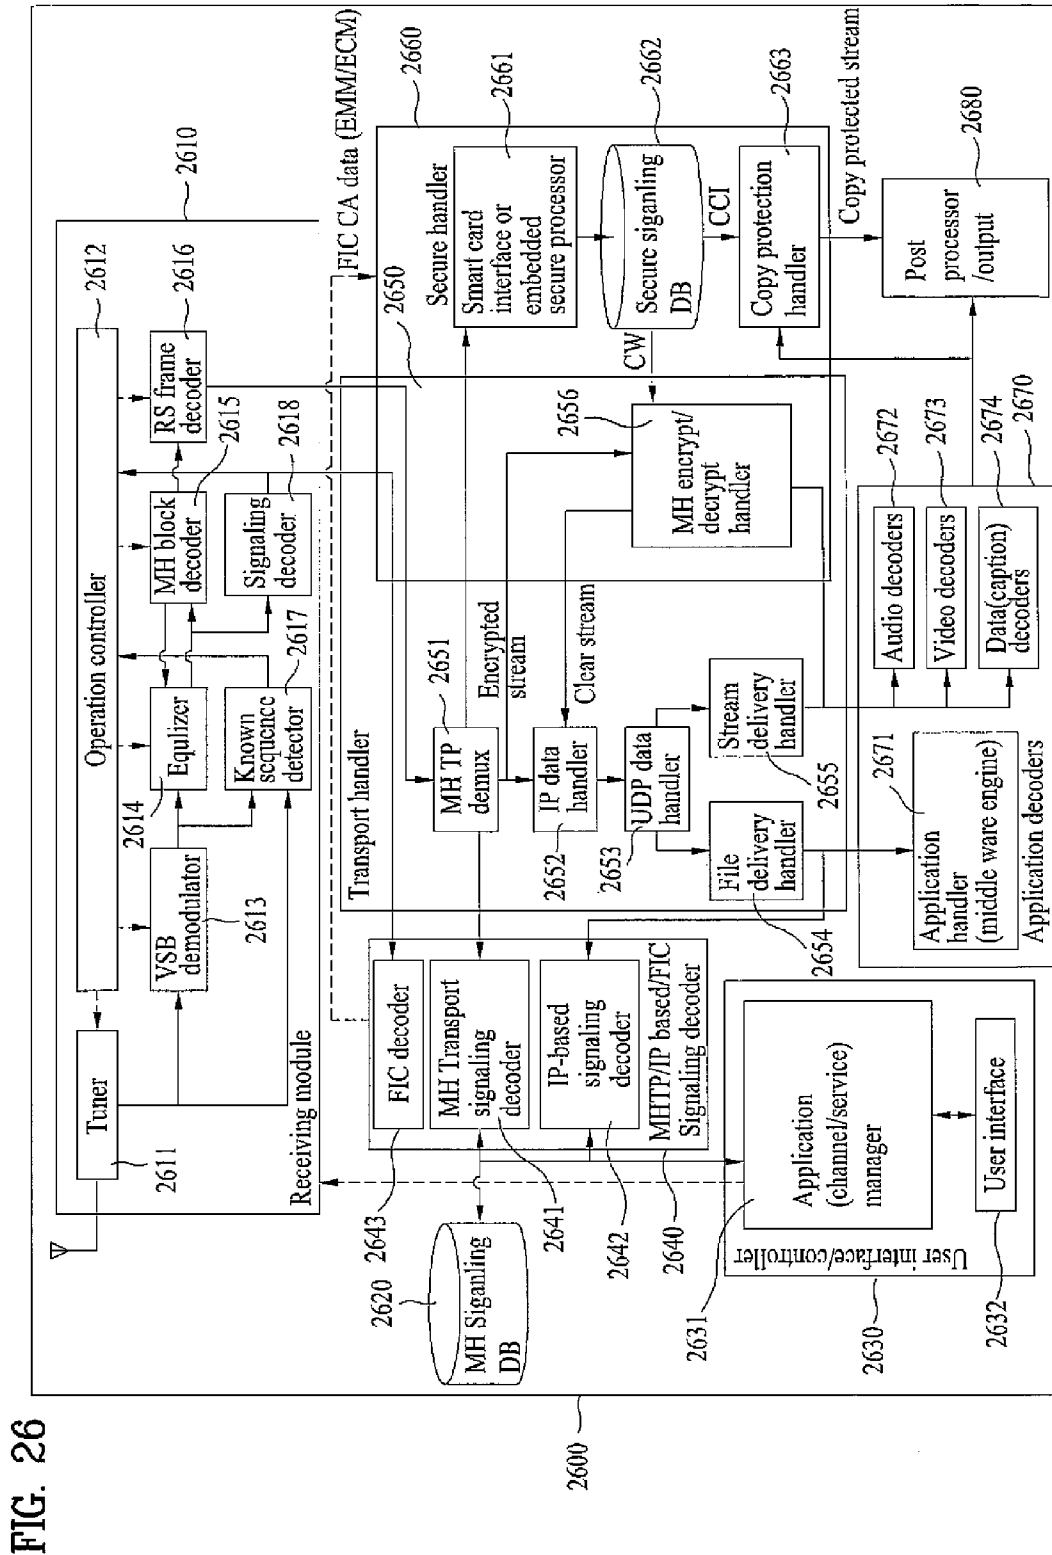 FIG. 26
2600
2610
Receiving module
Tuner
2611
Operation controller
2612
VSB
demodulator
2613
Equlizer
2614
Known
sequence
detector
2617
MH block
decoder
2615
Signaling
decoder
2618
RS frame
decoder
2616
FIC CA data (EMM/ECM)
MH Siganling
DB
2620
FIC decoder
2643
MH Transport
signaling
decoder
2641
IP-based
signaling
decoder
2642
MHTP/IP based/FIC
Signaling decoder
2640
Transport handler
2650
MH TP
demux
2651
Encrypted
stream
IP data
handler
2652
Clear stream
UDP data
handler
2653
File
delivery
handler
2654
Stream
delivery
handler
2655
MH encrypt/
decrypt
handler
2656
Secure handler
2660
Smart card
interface or
embedded
secure processor
2661
Secure siganling
DB
2662
CW
CCI
Copy protection
handler
2663
Copy protected stream
User interface/controller
2630
Application
(channel/service)
manager
2631
User interface
2632
Application
handler
(middle ware engine)
2671
Application decoders
2670
Audio decoders
2672
Video decoders
2673
Data(caption)
decoders
2674
Post
processor
/output
2680